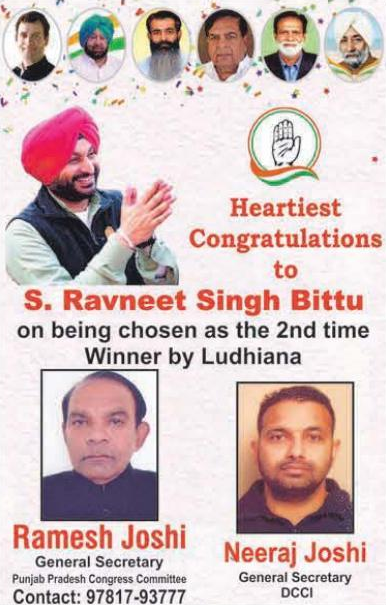 Heartiest
Congratulations
to
S. Ravneet Singh Bittu
on being chosen as the 2nd time
Winner by Ludhiana
Ramesh Joshi
General Secretary
Punjab Pradesh Congress Committee
Contact: 97817-93777
Neeraj Joshi
General Secretary
DCCI